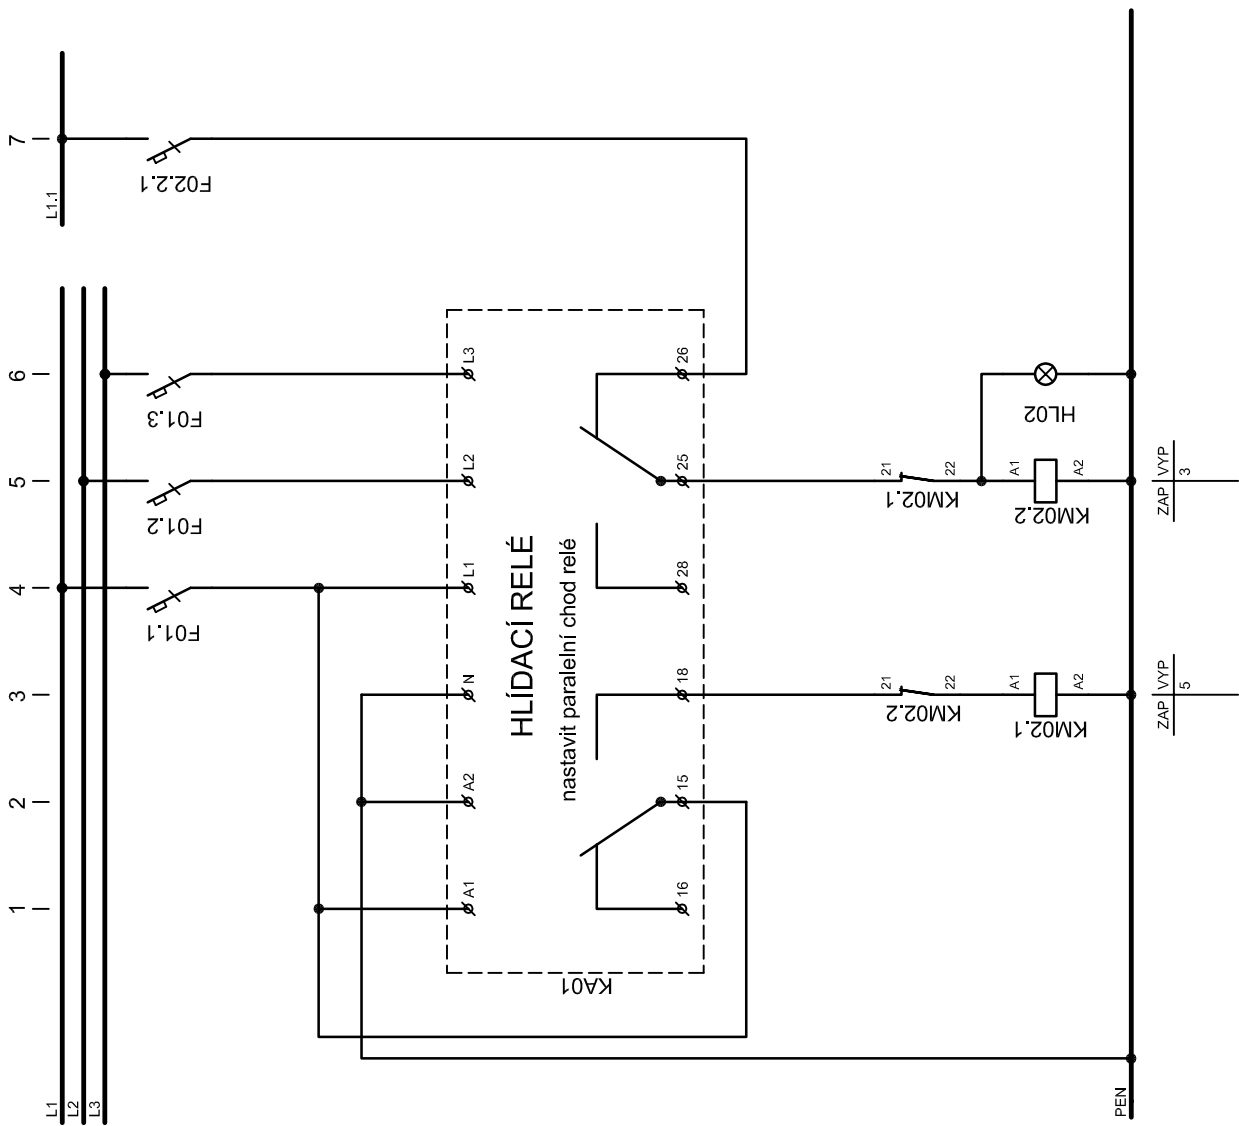 7
L1.1
F02.2.1
6
F01.3
L3
26
HL02
5
F01.2
L2
25
21
22
KM02.1
A1
A2
KM02.2
ZAP VYP
3
4
F01.1
L1
28
HLÍDACÍ RELÉ
nastavit paralelní chod relé
3
N
18
21
22
KM02.2
A1
A2
KM02.1
ZAP VYP
5
2
A2
15
1
A1
16
KA01
L1
L2
L3
PEN